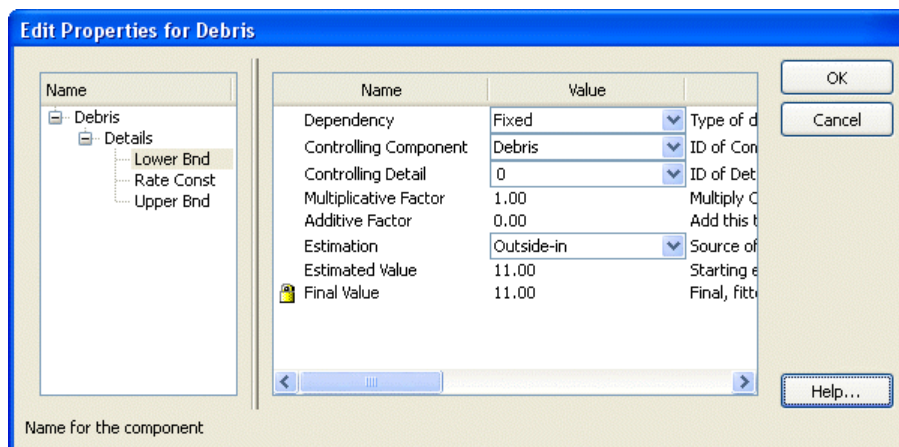 Edit Properties for Debris
Name
Debris
Details
Lower Bnd
Rate Const
Upper Bnd
Name Value
Dependency Fixed Type of d
Controlling Component Debris ID of Con
Controlling Detail 0 ID of Det
Multiplicative Factor 1.00 Multiply C
Additive Factor 0.00 Add this t
Estimation Outside-in Source of
Estimated Value 11.00 Starting e
Final Value 11.00 Final, fitt
OK
Cancel
Help...
Name for the component